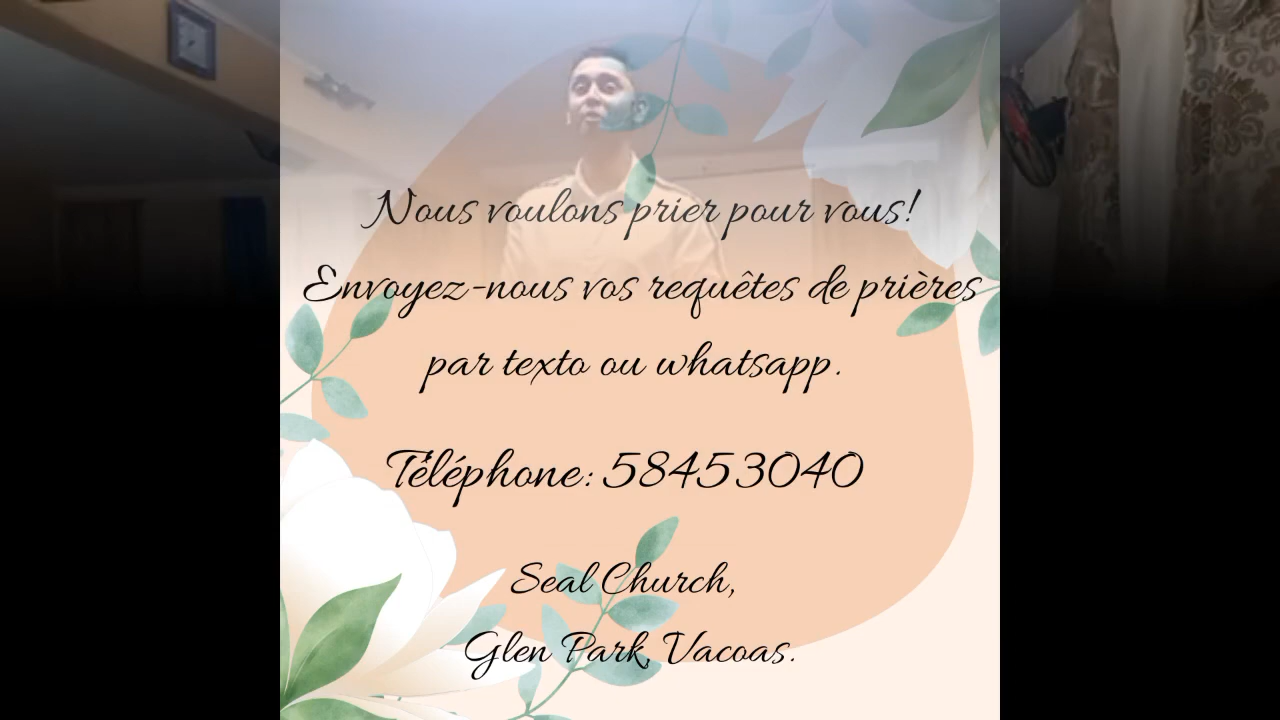 Nous voulons prier pour vous!
Envoyez-nous vos requêtes de prières
par texto ou whatsapp.
Téléphone: 58453040
Seal Church,
Glen Park, Vacoas.